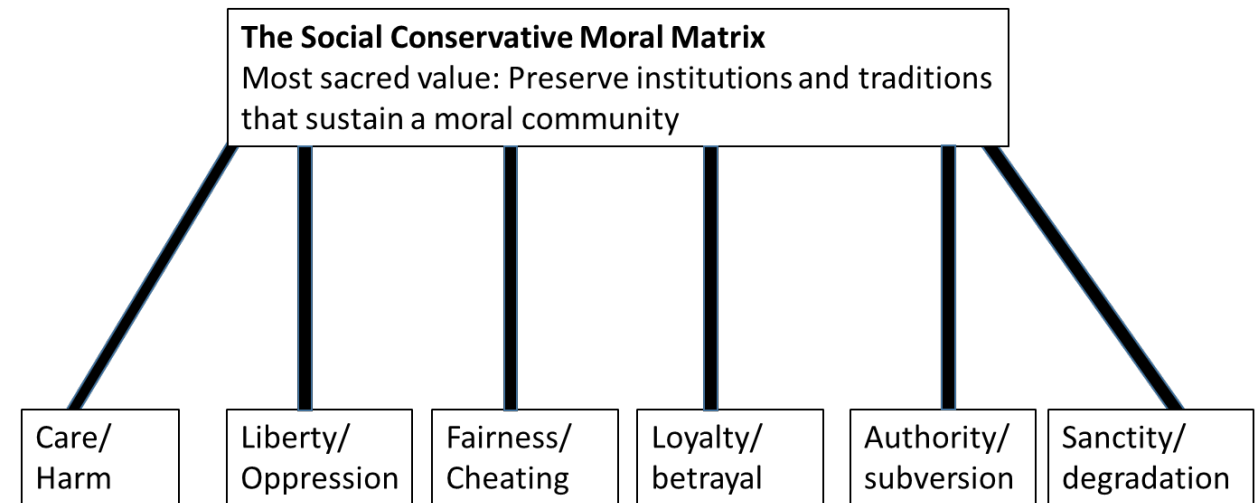 The Social Conservative Moral Matrix
Most sacred value: Preserve institutions and traditions
that sustain a moral community
Care/
Harm
Liberty/
Oppression
Fairness/
Cheating
Loyalty/
betrayal
Authority/
subversion
Sanctity/
degradation